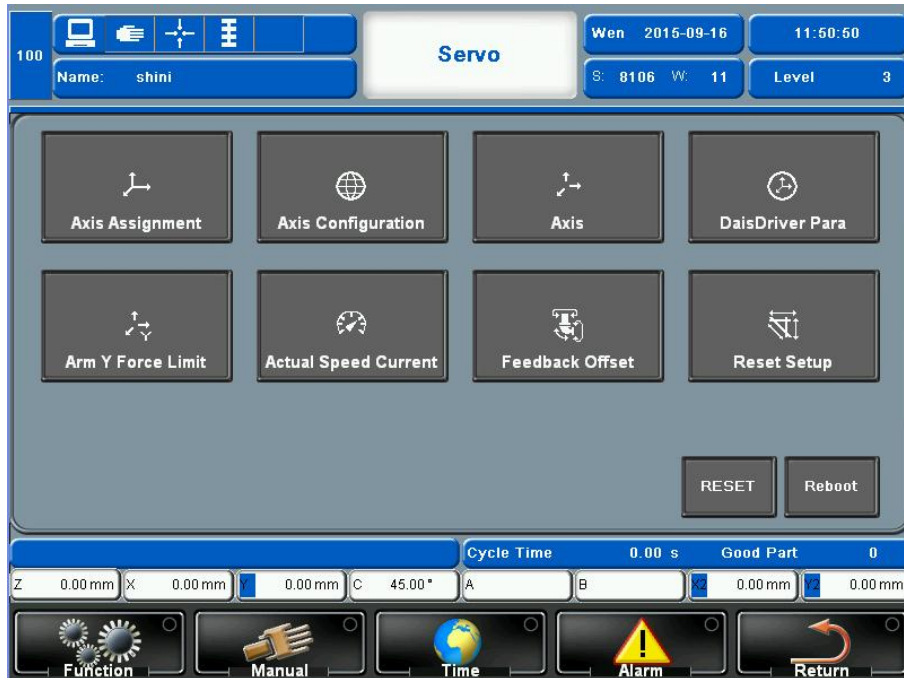 100
Name: shini
Servo
Wen 2015-09-16
11:50:50
S: 8106 W: 11
Level 3
Axis Assignment
Axis Configuration
Axis
DaisDriver Para
Arm Y Force Limit
Actual Speed Current
Feedback Offset
Reset Setup
RESET
Reboot
Cycle Time 0.00 s Good Part 0
Z 0.00 mm X 0.00 mm Y 0.00 mm C 45.00 ° A B X2 0.00 mm Y2 0.00 mm
Function
Manual
Time
Alarm
Return